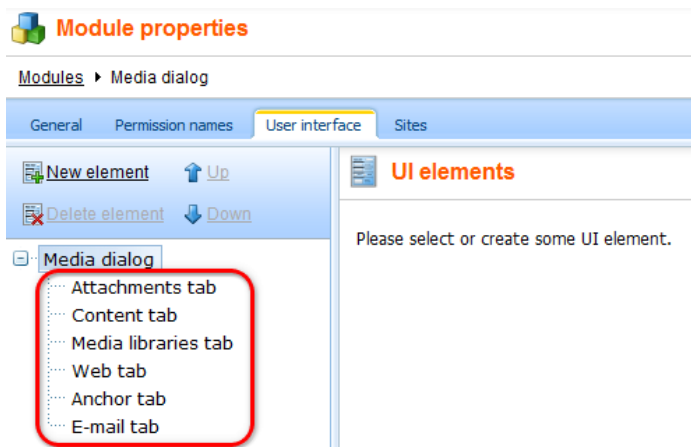 Module properties
Modules ▸ Media dialog
General Permission names User interface Sites
New element Up
Delete element Down
UI elements
Please select or create some UI element.
Media dialog
Attachments tab
Content tab
Media libraries tab
Web tab
Anchor tab
E-mail tab